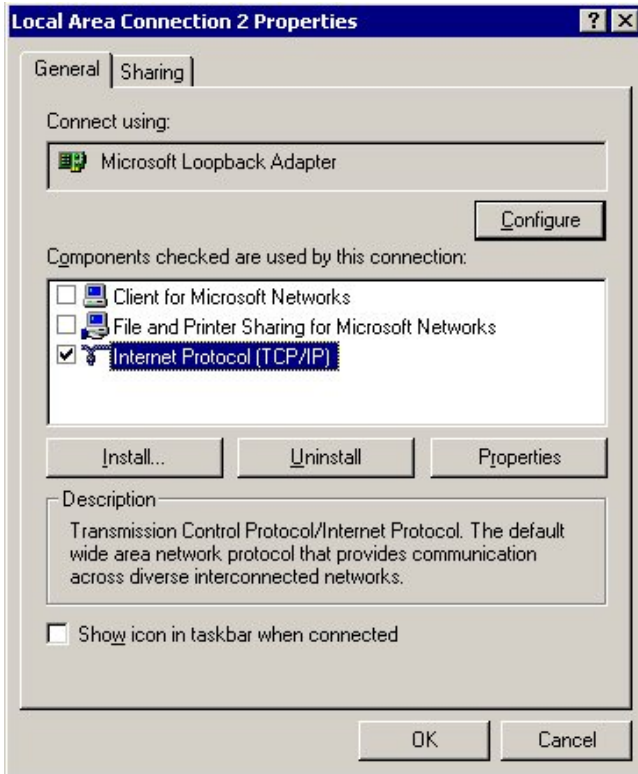 Local Area Connection 2 Properties
General Sharing
Connect using:
Microsoft Loopback Adapter
Configure
Components checked are used by this connection:
Client for Microsoft Networks
File and Printer Sharing for Microsoft Networks
Internet Protocol (TCP/IP)
Install... Uninstall Properties
Description
Transmission Control Protocol/Internet Protocol. The default
wide area network protocol that provides communication
across diverse interconnected networks.
Show icon in taskbar when connected
OK Cancel